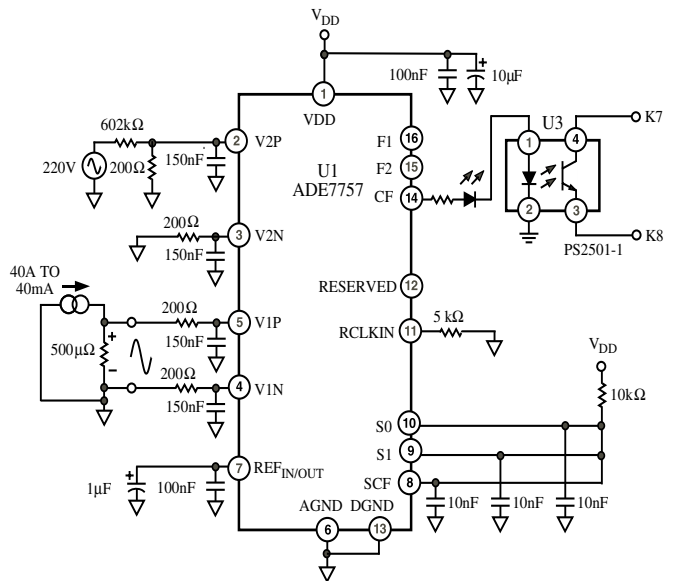 VDD
100nF
10µF
1
VDD
602kΩ
2
V2P
220V
200Ω
150nF
U1
ADE7757
16
F1
15
F2
14
CF
U3
1
4
K7
2
3
K8
PS2501-1
200Ω
3
V2N
150nF
40A TO
40mA
200Ω
5
V1P
500µΩ
+
–
150nF
200Ω
4
V1N
150nF
RESERVED
12
RCLKIN
11
5 kΩ
VDD
10kΩ
S0
10
S1
9
SCF
8
10nF
10nF
10nF
7
REFIN/OUT
1µF
+
100nF
AGND
DGND
6
13